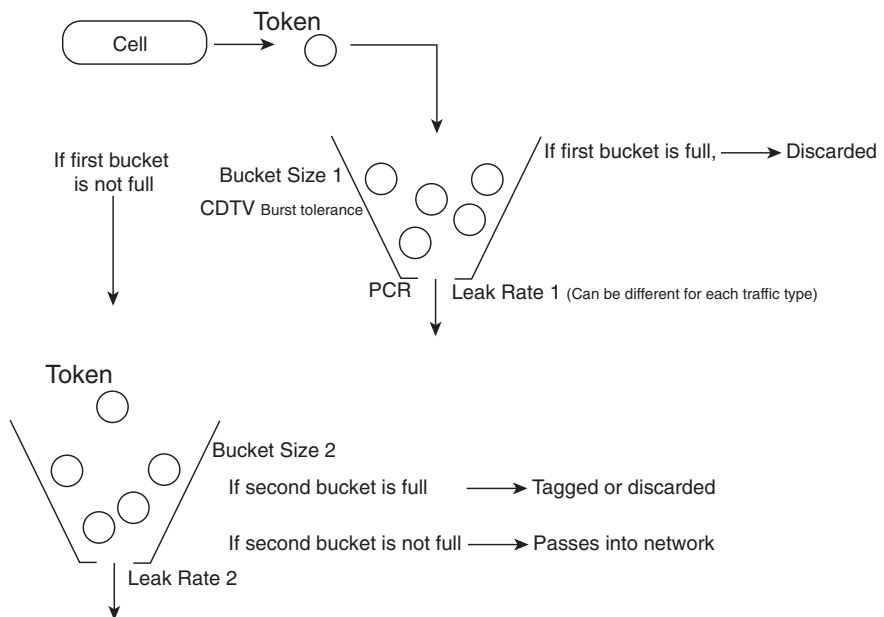 Token
Cell
If first bucket is full, Discarded
If first bucket
is not full
Bucket Size 1
CDTV Burst tolerance
PCR
Leak Rate 1 (Can be different for each traffic type)
Token
Bucket Size 2
If second bucket is full Tagged or discarded
If second bucket is not full Passes into network
Leak Rate 2